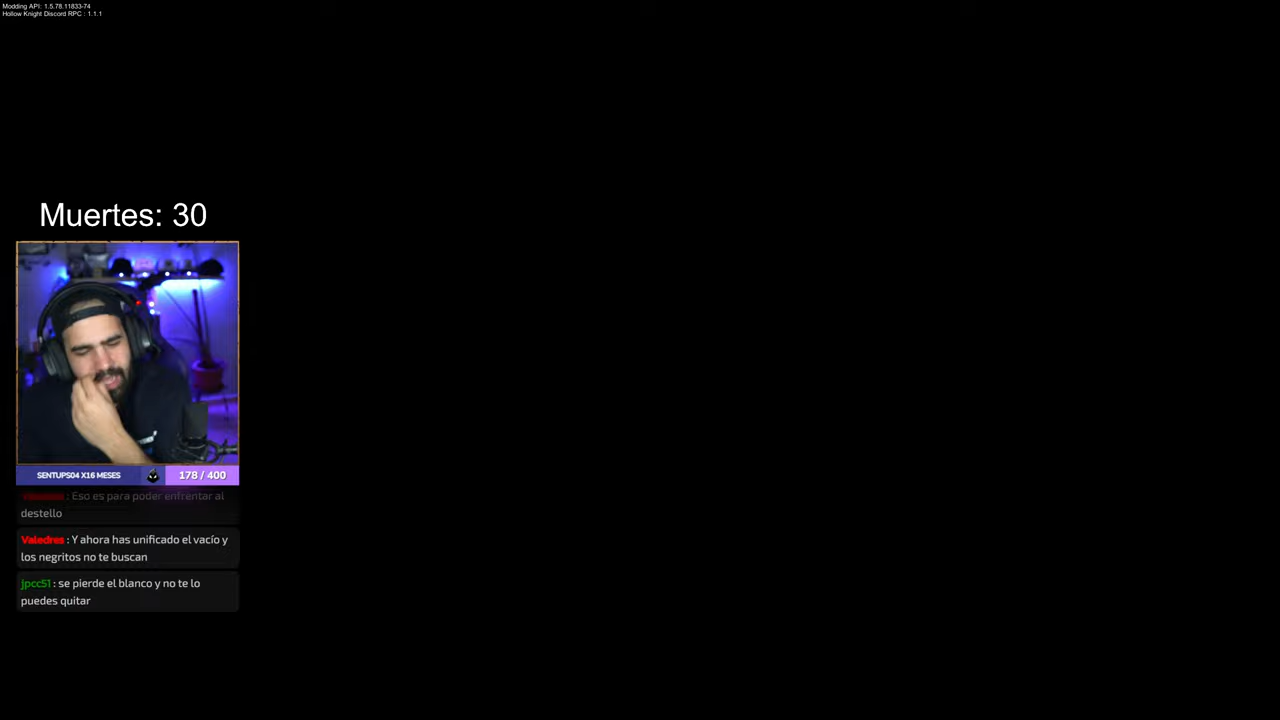 Modding API: 1.5.78.11833-74
Hollow Knight Discord RPC : 1.1.1
Muertes: 30
SENTUPS04 X16 MESES
178 / 400
Valedres : Eso es para poder enfrentar al
destello
Valedres : Y ahora has unificado el vacío y
los negritos no te buscan
jpcc51 : se pierde el blanco y no te lo
puedes quitar